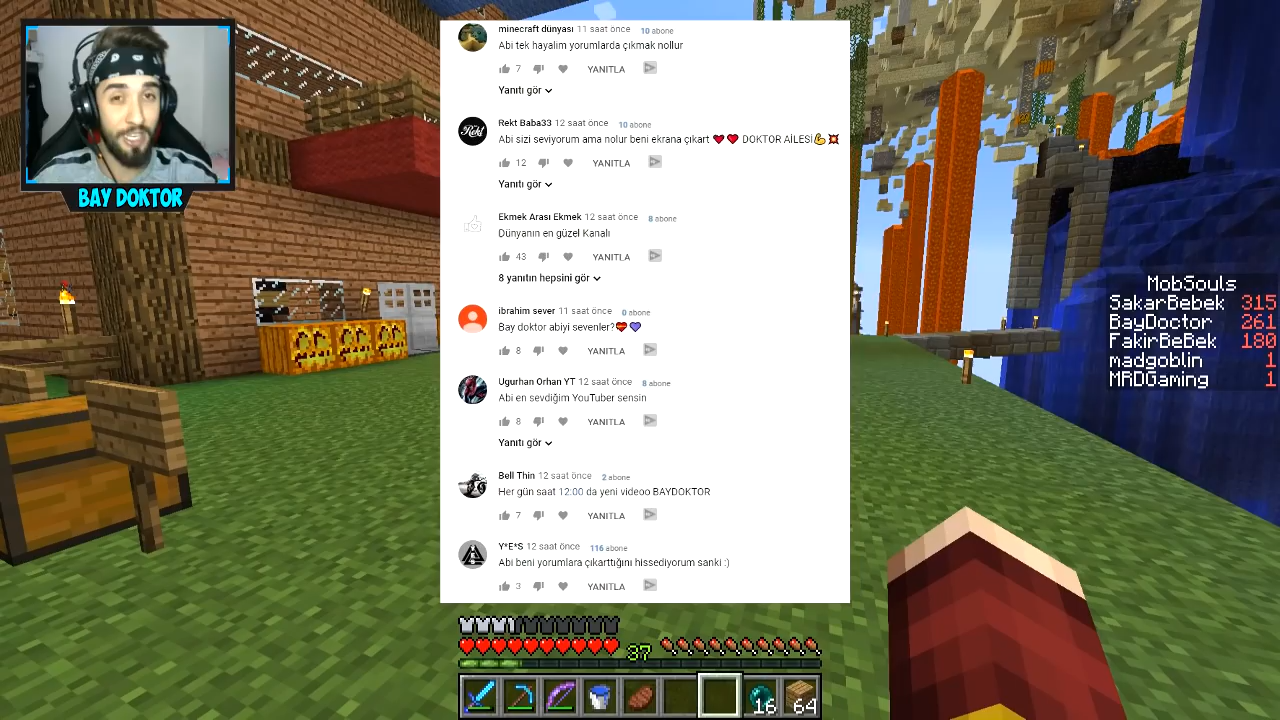 BAY DOKTOR
minecraft dünyası 11 saat önce 10 abone
Abi tek hayalim yorumlarda çıkmak nollur
7 YANITLA
Yanıtı gör
Rekt Baba33 12 saat önce 10 abone
Abi sizi seviyorum ama nolur beni ekrana çıkart ❤️ ❤️ DOKTOR AİLESİ💪💥
12 YANITLA
Yanıtı gör
Ekmek Arası Ekmek 12 saat önce 8 abone
Dünyanın en güzel Kanalı
43 YANITLA
8 yanıtın hepsini gör
ibrahim sever 11 saat önce 0 abone
Bay doktor abiyi sevenler?
8 YANITLA
Ugurhan Orhan YT 12 saat önce 8 abone
Abi en sevdiğim YouTuber sensin
8 YANITLA
Yanıtı gör
Bell Thin 12 saat önce 2 abone
Her gün saat 12:00 da yeni videoo BAYDOKTOR
7 YANITLA
Y*E*S 12 saat önce 116 abone
Abi beni yorumlara çıkarttığını hissediyorum sanki :)
3 YANITLA
MobSouls
SakarBebek 315
BayDoctor 261
FakirBeBek 180
madgoblin 1
MRDGaming 1
37
16 64